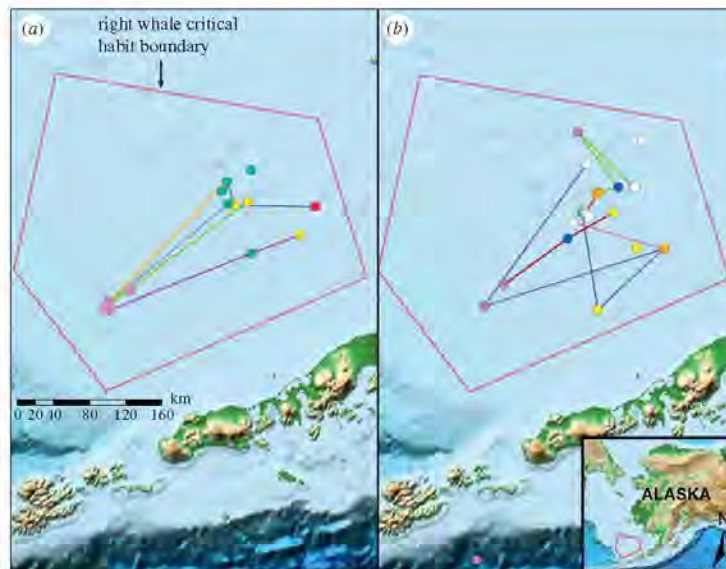 (a)
right whale critical
habit boundary
(b)
km
0 20 40 80 120 160
ALASKA
N